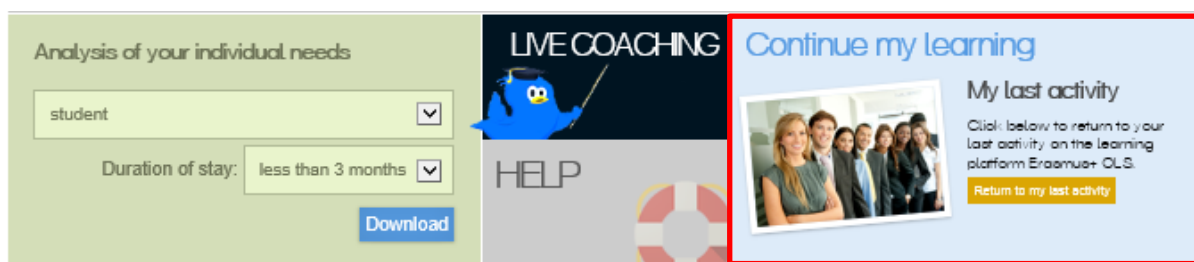 Analysis of your individual needs
student
Duration of stay: less than 3 months
Download
LIVE COACHING
HELP
Continue my learning
My last activity
Click below to return to your
last activity on the learning
platform Erasmus+ OLS.
Return to my last activity